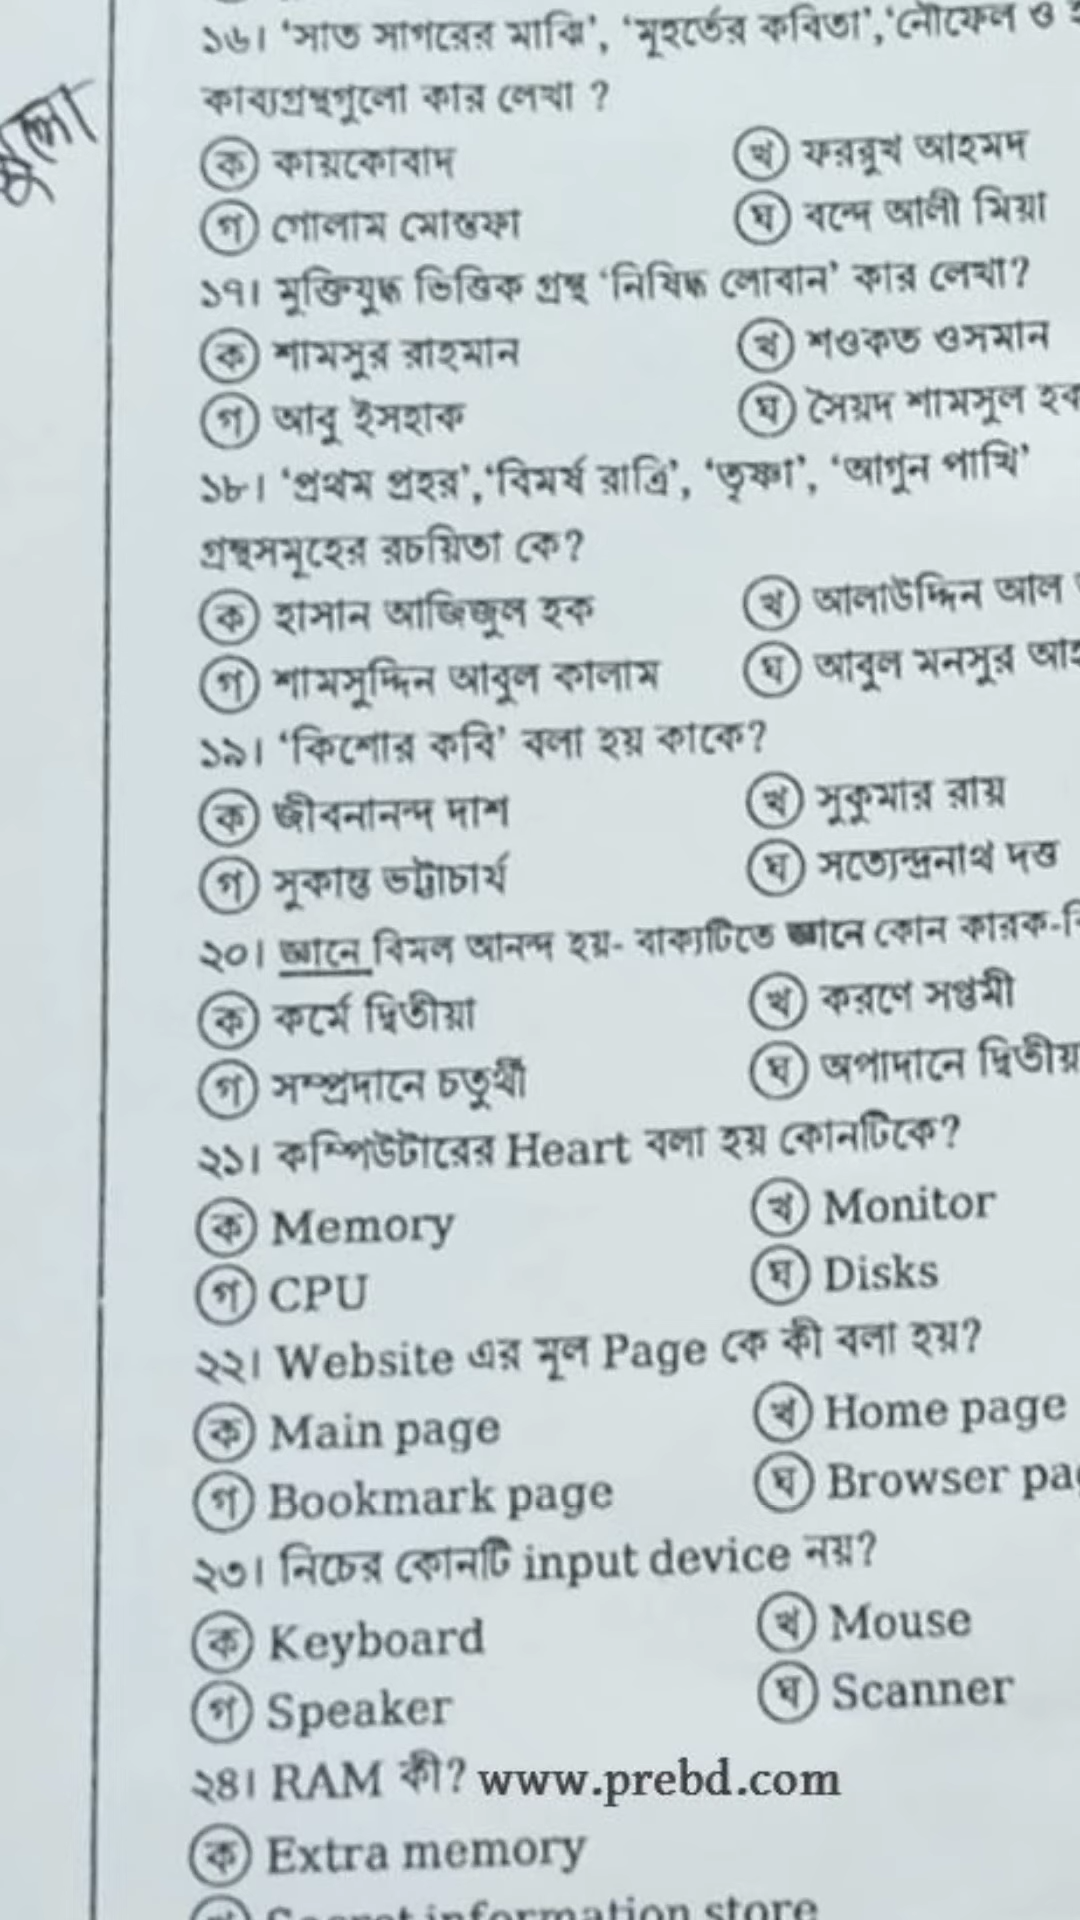 ১৬। ‘সাত সাগরের মাঝি’, ‘মূহর্তের কবিতা’,‘নৌফেল ও
কাব্যগ্রন্থগুলো কার লেখা ?
ক কায়কোবাদ খ ফররুখ আহমদ
গ গোলাম মোস্তফা ঘ বন্দে আলী মিয়া
১৭। মুক্তিযুদ্ধ ভিত্তিক গ্রন্থ ‘নিষিদ্ধ লোবান’ কার লেখা?
ক শামসুর রাহমান খ শওকত ওসমান
গ আবু ইসহাক ঘ সৈয়দ শামসুল হক
১৮। ‘প্রথম প্রহর’,‘বিমর্ষ রাত্রি’, ‘তৃষ্ণা’, ‘আগুন পাখি’
গ্রন্থসমূহের রচয়িতা কে?
ক হাসান আজিজুল হক খ আলাউদ্দিন আল
গ শামসুদ্দিন আবুল কালাম ঘ আবুল মনসুর
১৯। ‘কিশোর কবি’ বলা হয় কাকে?
ক জীবনানন্দ দাশ খ সুকুমার রায়
গ সুকান্ত ভট্টাচার্য ঘ সত্যেন্দ্রনাথ দত্ত
২০। জ্ঞানে বিমল আনন্দ হয়- বাক্যটিতে জ্ঞানে কোন কারক-
ক কর্মে দ্বিতীয়া খ করণে সপ্তমী
গ সম্প্রদানে চতুর্থী ঘ অপাদানে দ্বিতীয়
২১। কম্পিউটারের Heart বলা হয় কোনটিকে?
ক Memory খ Monitor
গ CPU ঘ Disks
২২। Website এর মূল Page কে কী বলা হয়?
ক Main page খ Home page
গ Bookmark page ঘ Browser
২৩। নিচের কোনটি input device নয়?
ক Keyboard খ Mouse
গ Speaker ঘ Scanner
২৪। RAM কী? www.prebd.com
ক Extra memory
Secret information store